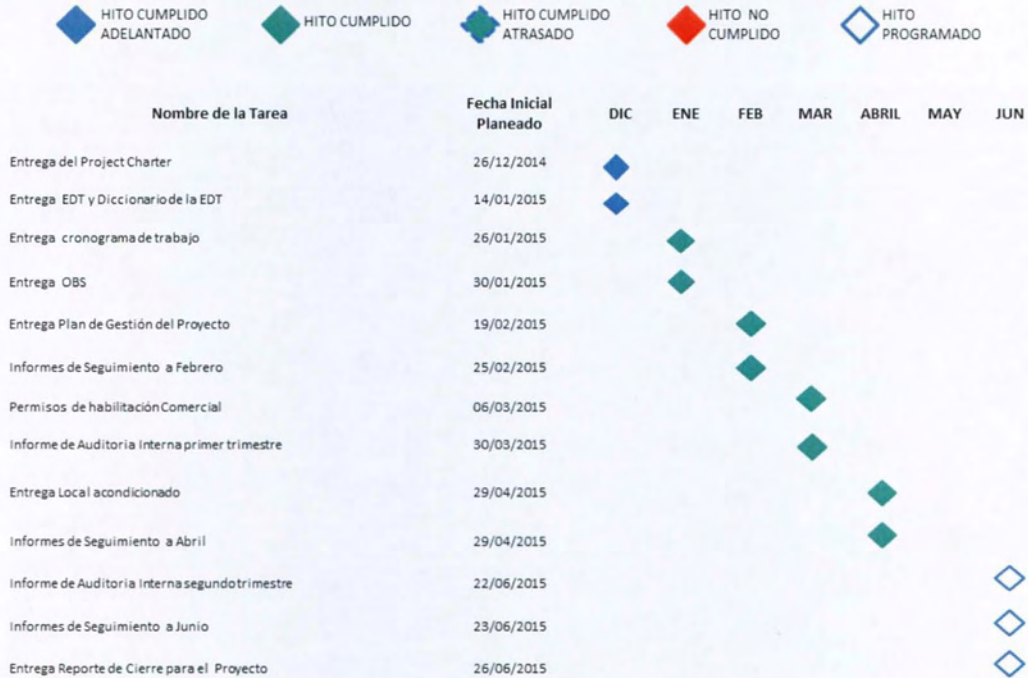 HITO CUMPLIDO
ADELANTADO
HITO CUMPLIDO
HITO CUMPLIDO
ATRASADO
HITO NO
CUMPLIDO
HITO
PROGRAMADO
Nombre de la Tarea
Fecha Inicial
Planeado
DIC ENE FEB MAR ABRIL MAY JUN
Entrega del Project Charter 26/12/2014
Entrega EDT y Diccionario de la EDT 14/01/2015
Entrega cronograma de trabajo 26/01/2015
Entrega OBS 30/01/2015
Entrega Plan de Gestión del Proyecto 19/02/2015
Informes de Seguimiento a Febrero 25/02/2015
Permisos de habilitación Comercial 06/03/2015
Informe de Auditoria Interna primer trimestre 30/03/2015
Entrega Local acondicionado 29/04/2015
Informes de Seguimiento a Abril 29/04/2015
Informe de Auditoria Interna segundo trimestre 22/06/2015
Informes de Seguimiento a Junio 23/06/2015
Entrega Reporte de Cierre para el Proyecto 26/06/2015